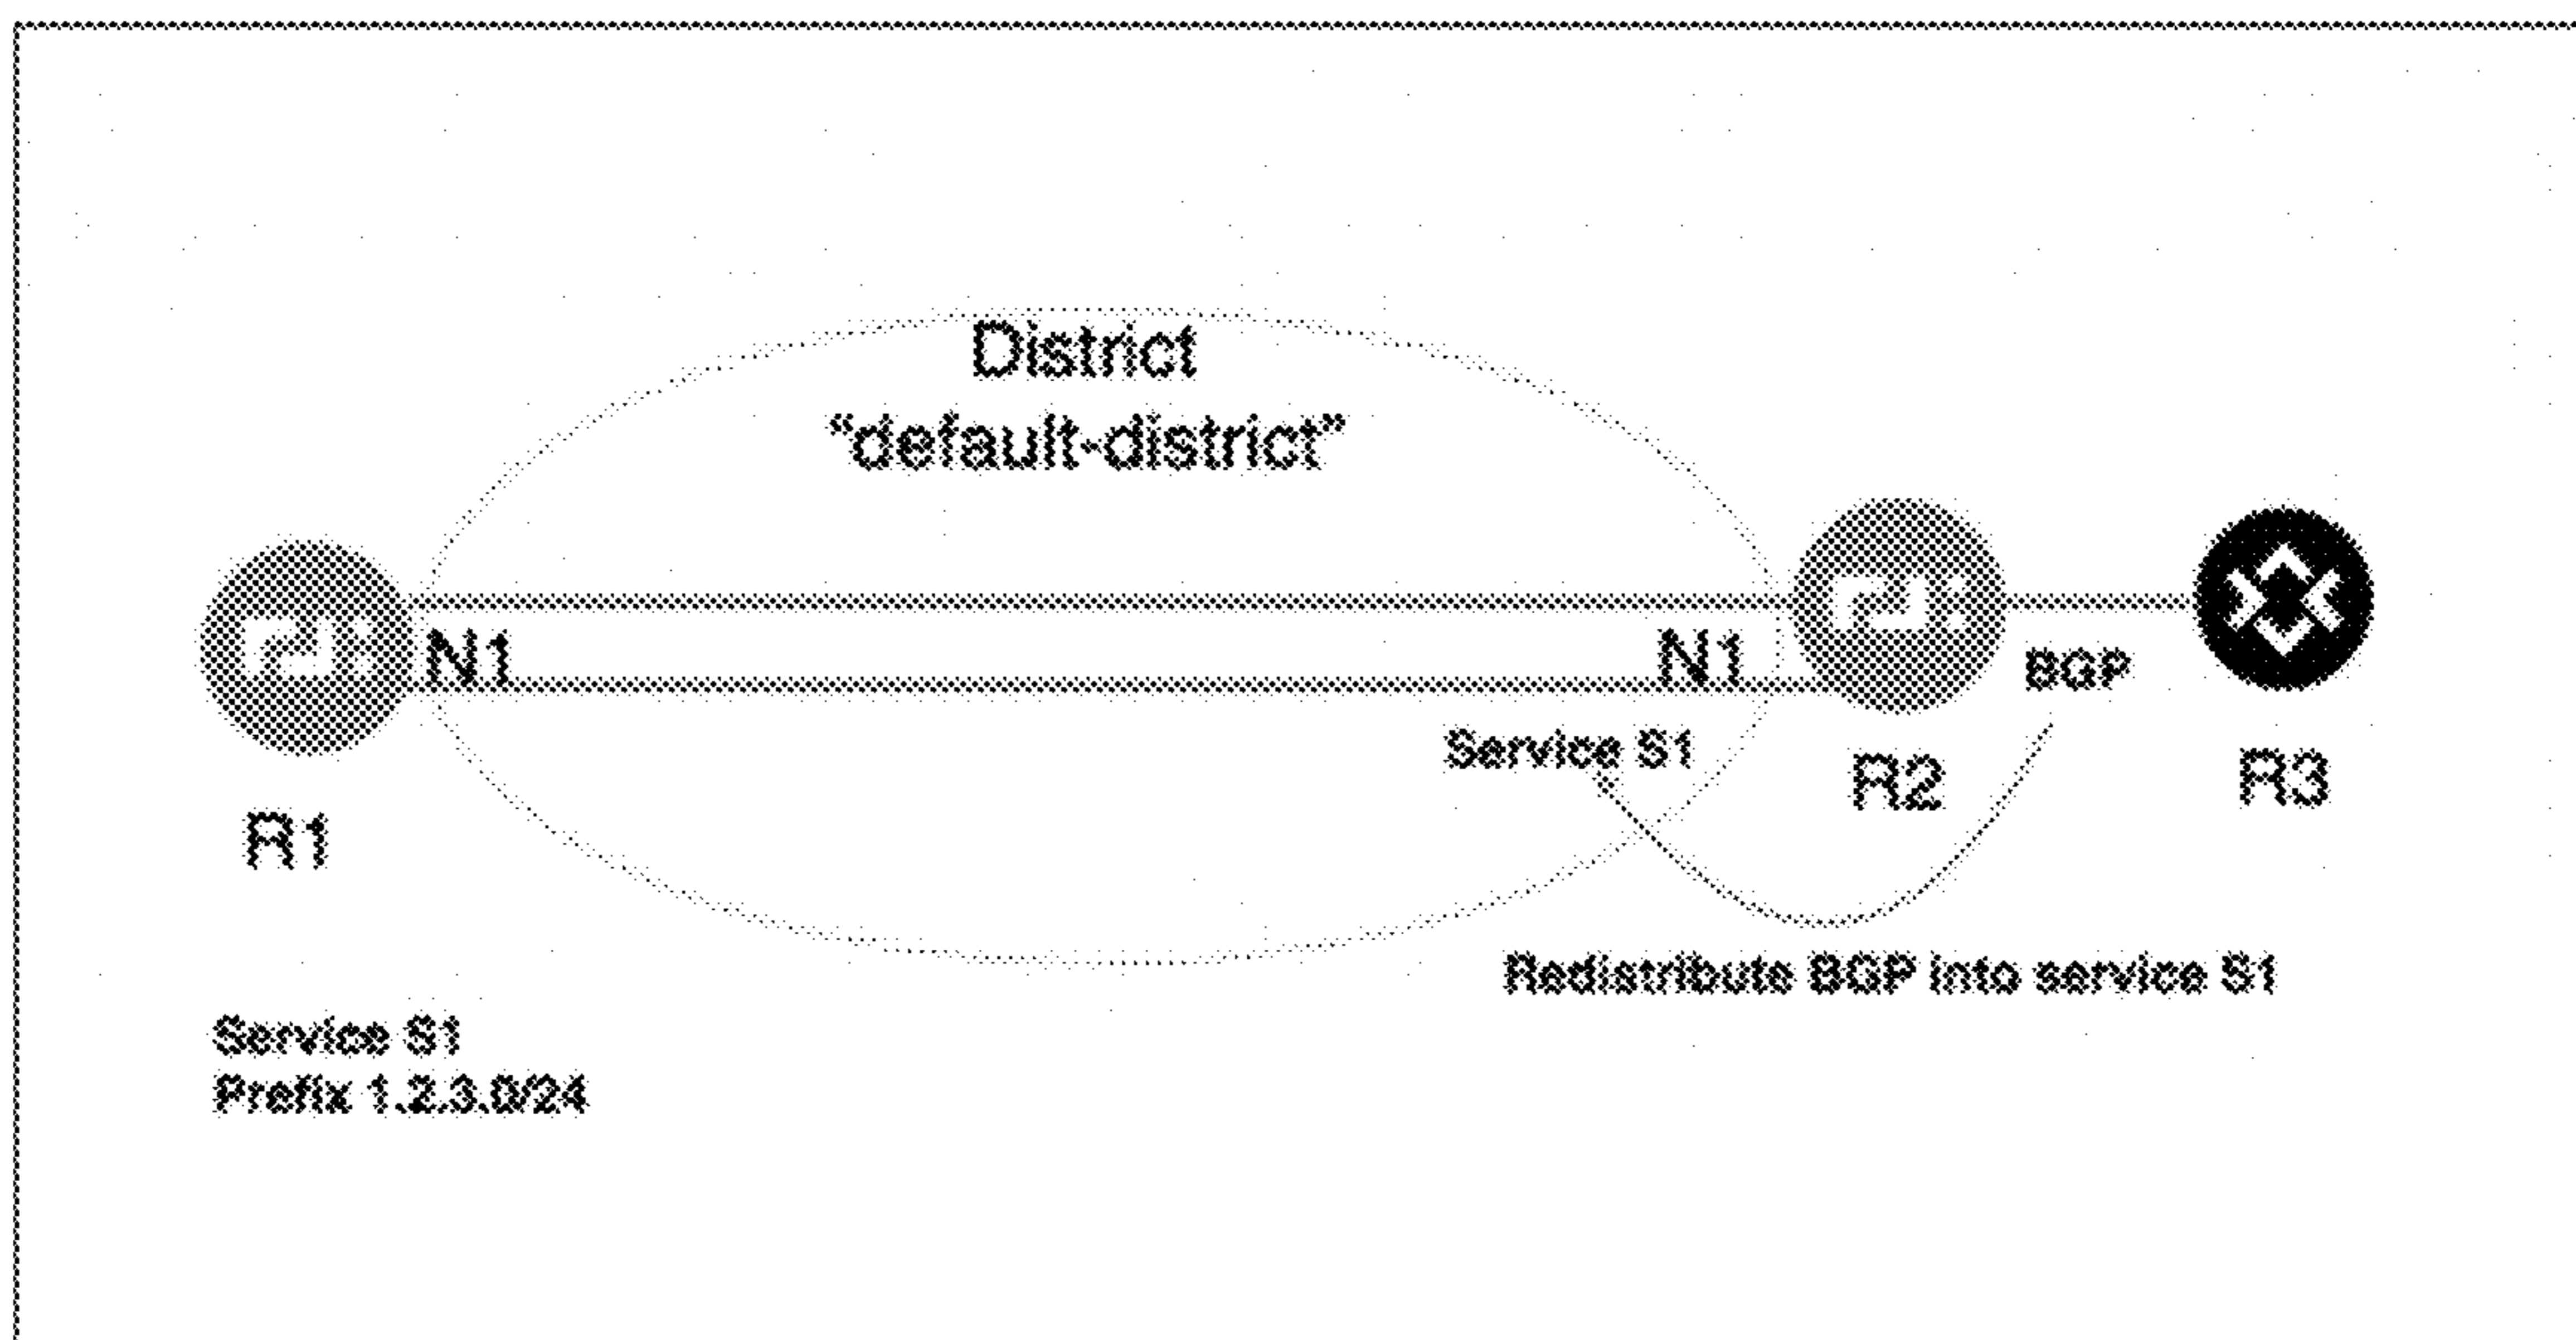 District
“default-district”
N1
N1
BGP
Service S1
R2
R3
R1
Redistribute BGP into service S1
Service S1
Prefix 1.2.3.0/24